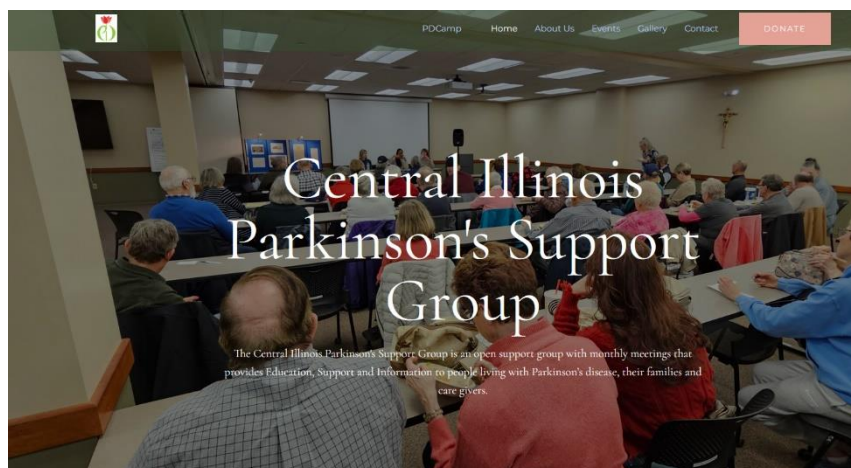 PDCamp Home About Us Events Gallery Contact DONATE
Central Illinois
Parkinson's Support
Group
The Central Illinois Parkinson's Support Group is an open support group with monthly meetings that
provides Education, Support and Information to people living with Parkinson's disease, their families and
care givers.